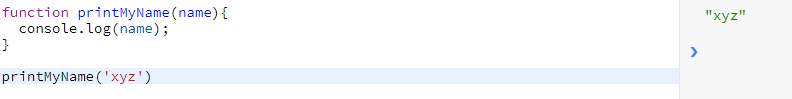 function printMyName(name){
  console.log(name);
}
printMyName('xyz')
"xyz"
❯